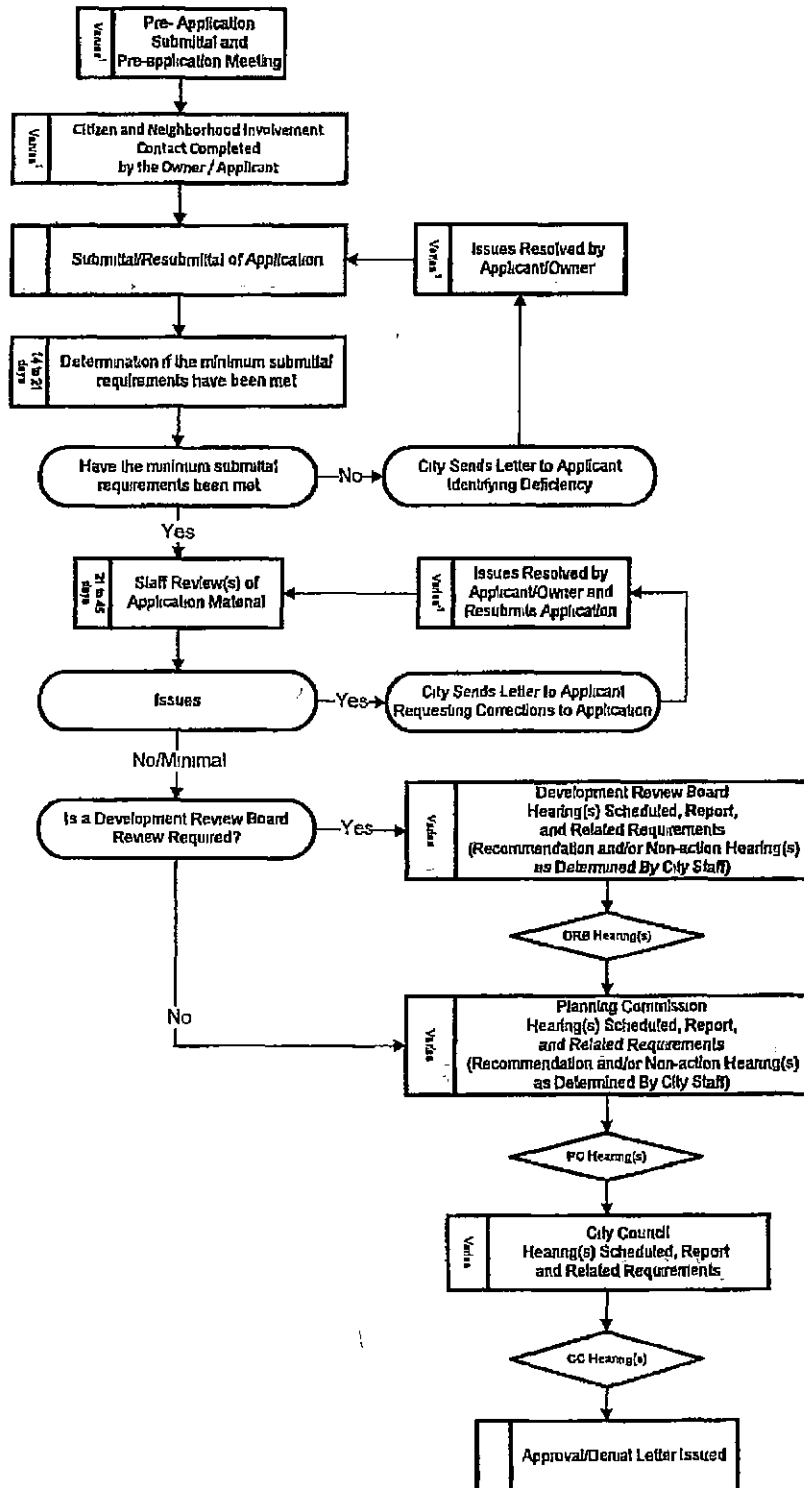 Varies¹
Pre- Application
Submittal and
Pre-application Meeting
Varies¹
Citizen and Neighborhood Involvement
Contact Completed
by the Owner / Applicant
Submittal/Resubmittal of Application
Varies¹
Issues Resolved by
Applicant/Owner
14 to 21
days
Determination if the minimum submittal
requirements have been met
Have the minimum submittal
requirements been met
No
City Sends Letter to Applicant
Identifying Deficiency
Yes
21 to 45
days
Staff Review(s) of
Application Material
Varies¹
Issues Resolved by
Applicant/Owner and
Resubmits Application
Issues
Yes
City Sends Letter to Applicant
Requesting Corrections to Application
No/Minimal
Is a Development Review Board
Review Required?
Yes
Varies
Development Review Board
Hearing(s) Scheduled, Report,
and Related Requirements
(Recommendation and/or Non-action Hearing(s)
as Determined By City Staff)
DRB Hearing(s)
No
Varies
Planning Commission
Hearing(s) Scheduled, Report,
and Related Requirements
(Recommendation and/or Non-action Hearing(s)
as Determined By City Staff)
PC Hearing(s)
Varies
City Council
Hearing(s) Scheduled, Report
and Related Requirements
CC Hearing(s)
Approval/Denial Letter Issued